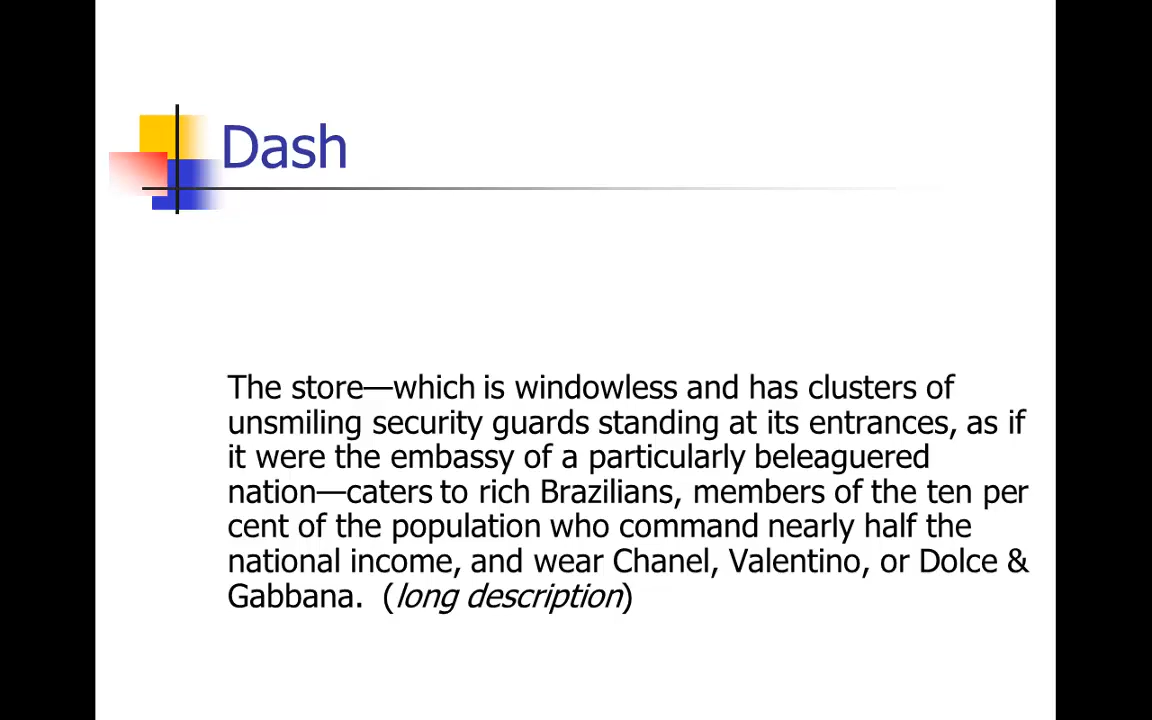 Dash
The store—which is windowless and has clusters of
unsmiling security guards standing at its entrances, as if
it were the embassy of a particularly beleaguered
nation—caters to rich Brazilians, members of the ten per
cent of the population who command nearly half the
national income, and wear Chanel, Valentino, or Dolce &
Gabbana.  (long description)